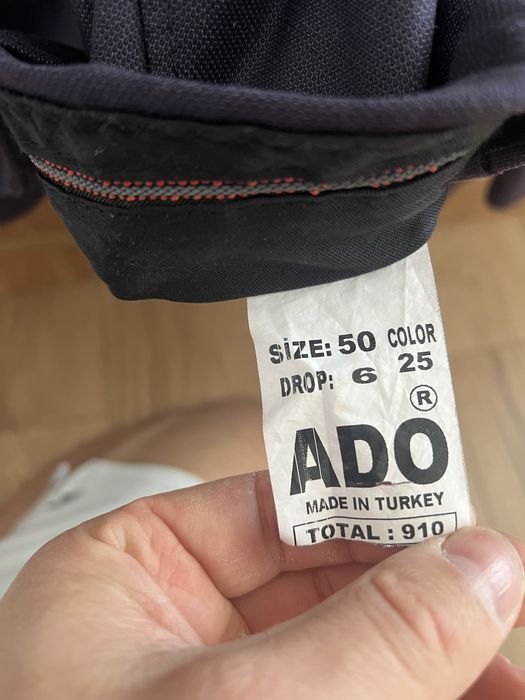 SİZE: 50 COLOR
DROP: 6 25
®
ADO
MADE IN TURKEY
TOTAL : 910